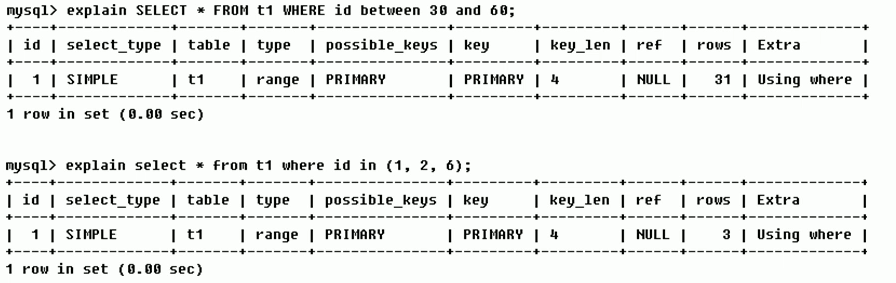 mysql> explain SELECT * FROM t1 WHERE id between 30 and 60;
+----+-------------+-------+-------+---------------+---------+---------+------+------+-------------+
| id | select_type | table | type | possible_keys | key | key_len | ref | rows | Extra |
+----+-------------+-------+-------+---------------+---------+---------+------+------+-------------+
| 1 | SIMPLE | t1 | range | PRIMARY | PRIMARY | 4 | NULL | 31 | Using where |
+----+-------------+-------+-------+---------------+---------+---------+------+------+-------------+
1 row in set (0.00 sec)
mysql> explain select * from t1 where id in (1, 2, 6);
+----+-------------+-------+-------+---------------+---------+---------+------+------+-------------+
| id | select_type | table | type | possible_keys | key | key_len | ref | rows | Extra |
+----+-------------+-------+-------+---------------+---------+---------+------+------+-------------+
| 1 | SIMPLE | t1 | range | PRIMARY | PRIMARY | 4 | NULL | 3 | Using where |
+----+-------------+-------+-------+---------------+---------+---------+------+------+-------------+
1 row in set (0.00 sec)